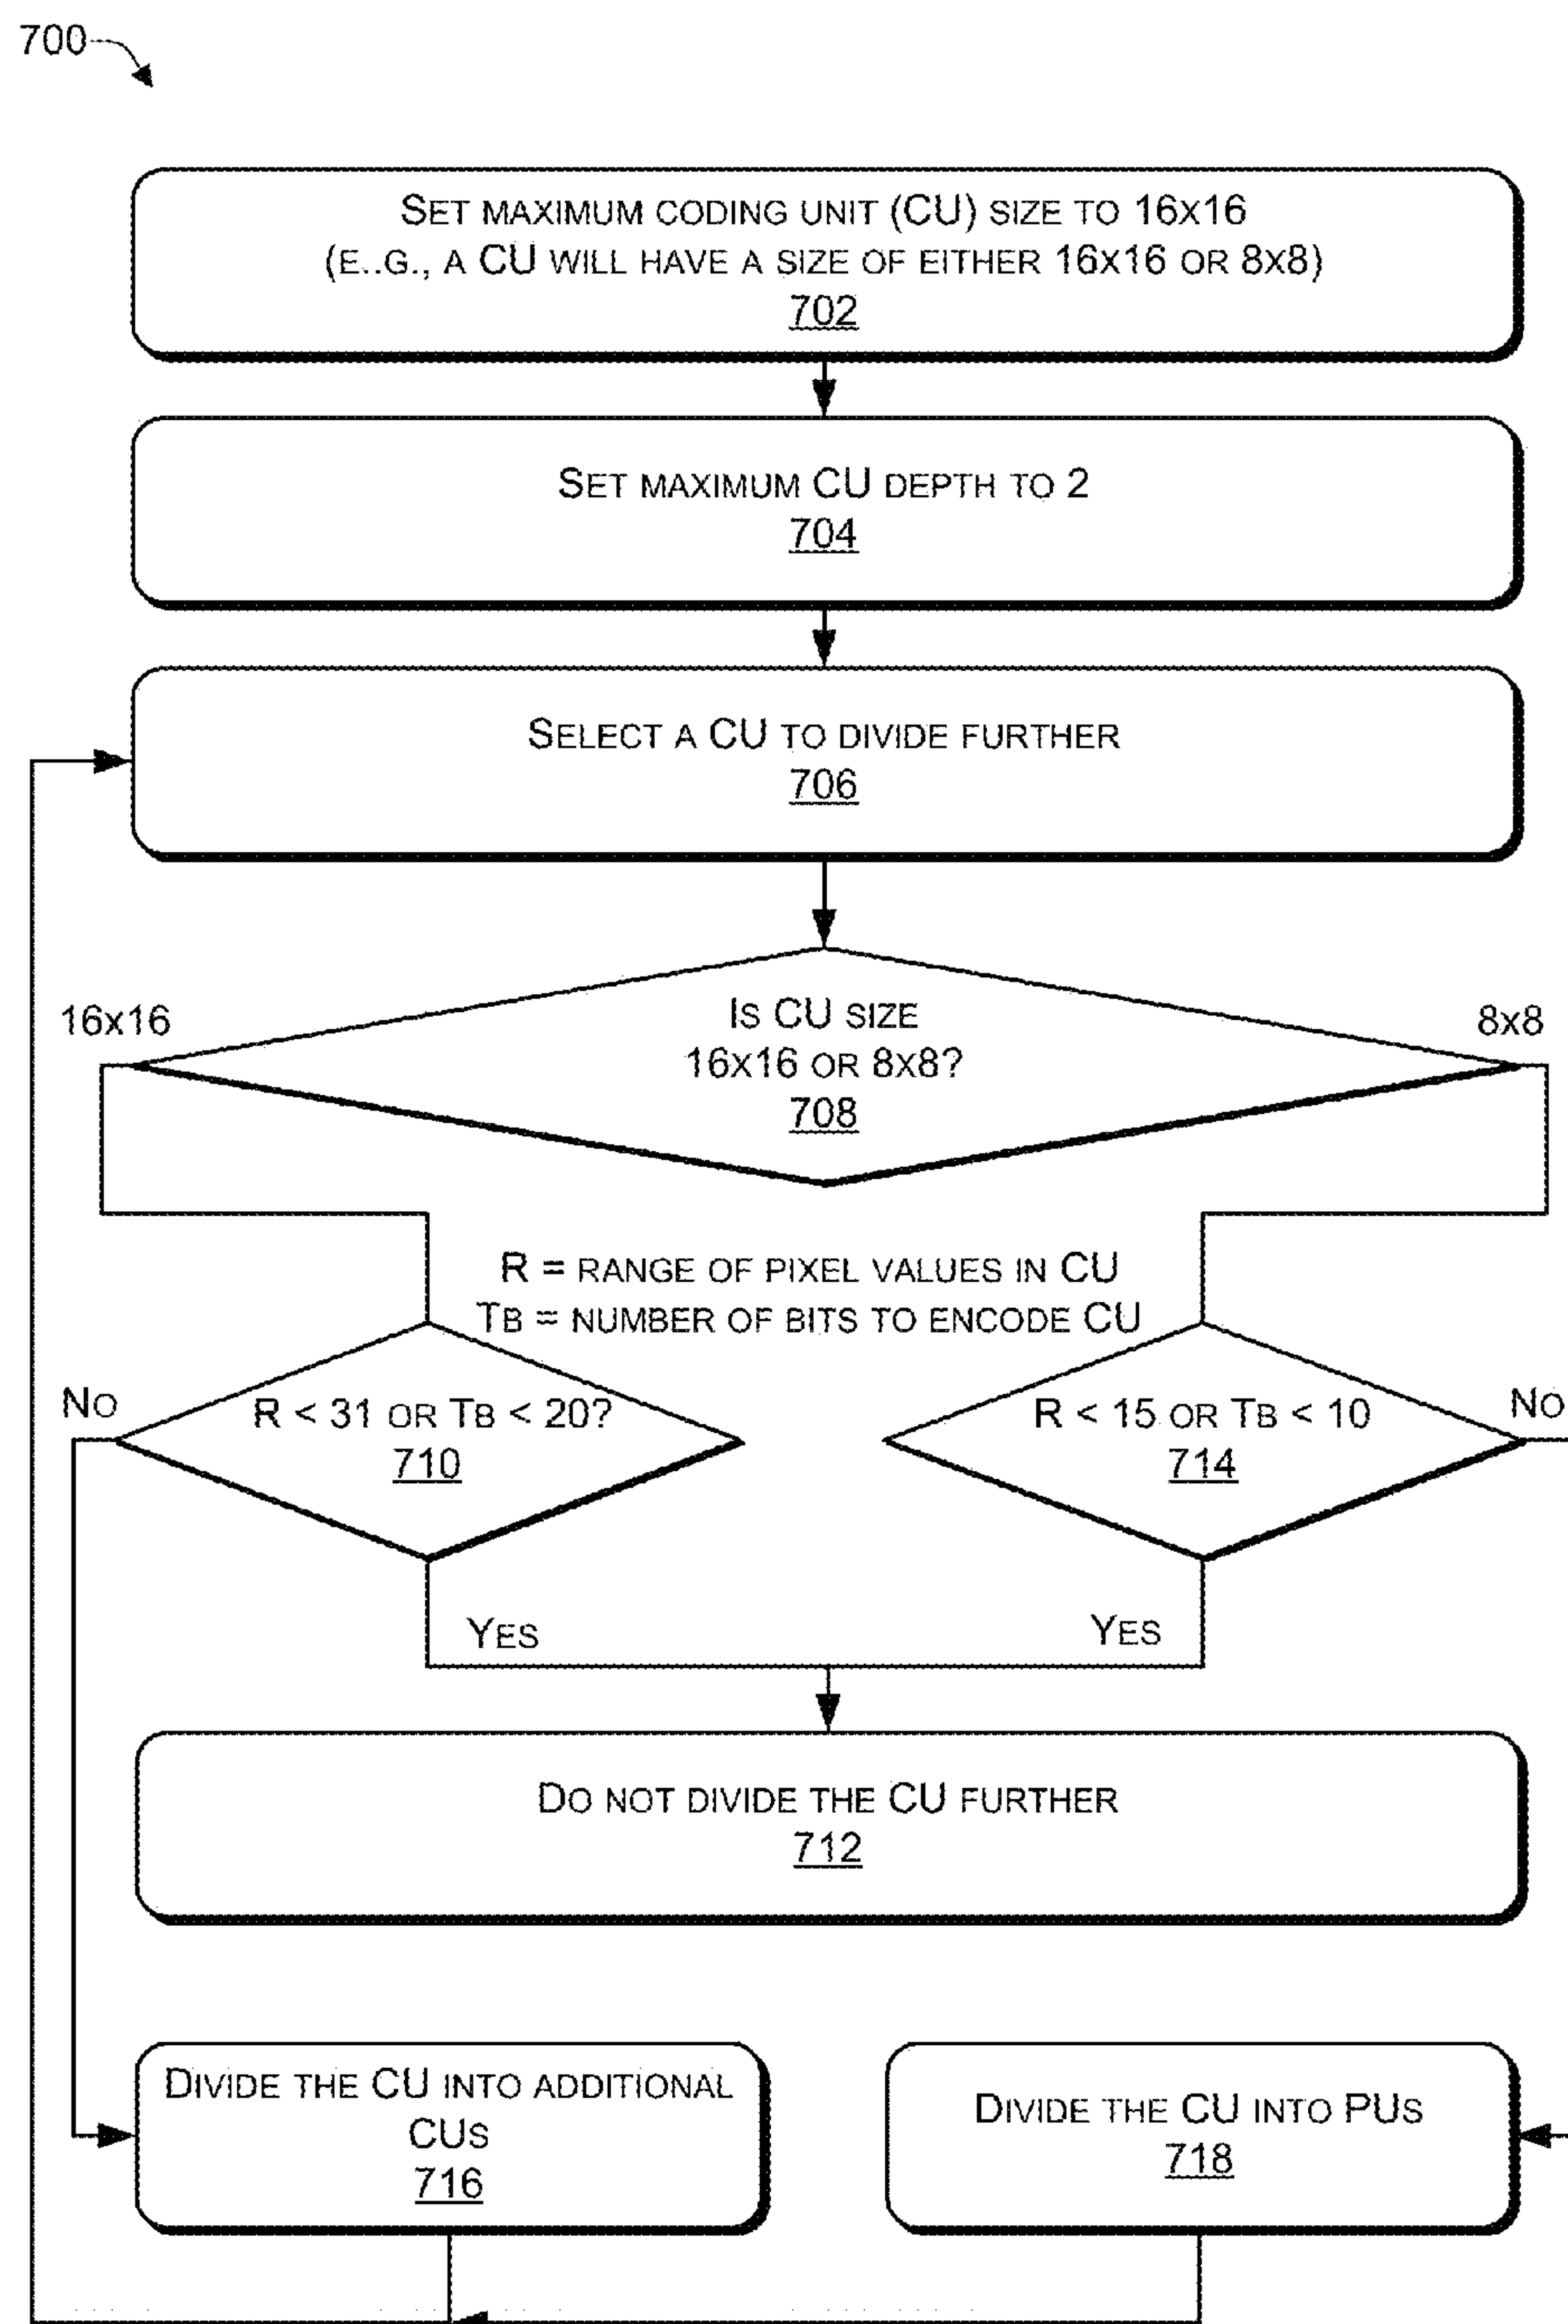 700
SET MAXIMUM CODING UNIT (CU) SIZE TO 16X16
(E..G., A CU WILL HAVE A SIZE OF EITHER 16X16 OR 8X8)
702
SET MAXIMUM CU DEPTH TO 2
704
SELECT A CU TO DIVIDE FURTHER
706
16x16
8x8
IS CU SIZE
16X16 OR 8X8?
708
R = RANGE OF PIXEL VALUES IN CU
TB = NUMBER OF BITS TO ENCODE CU
NO
R < 31 OR TB < 20?
710
R < 15 OR TB < 10
714
NO
YES
YES
DO NOT DIVIDE THE CU FURTHER
712
DIVIDE THE CU INTO ADDITIONAL
CUS
716
DIVIDE THE CU INTO PUS
718